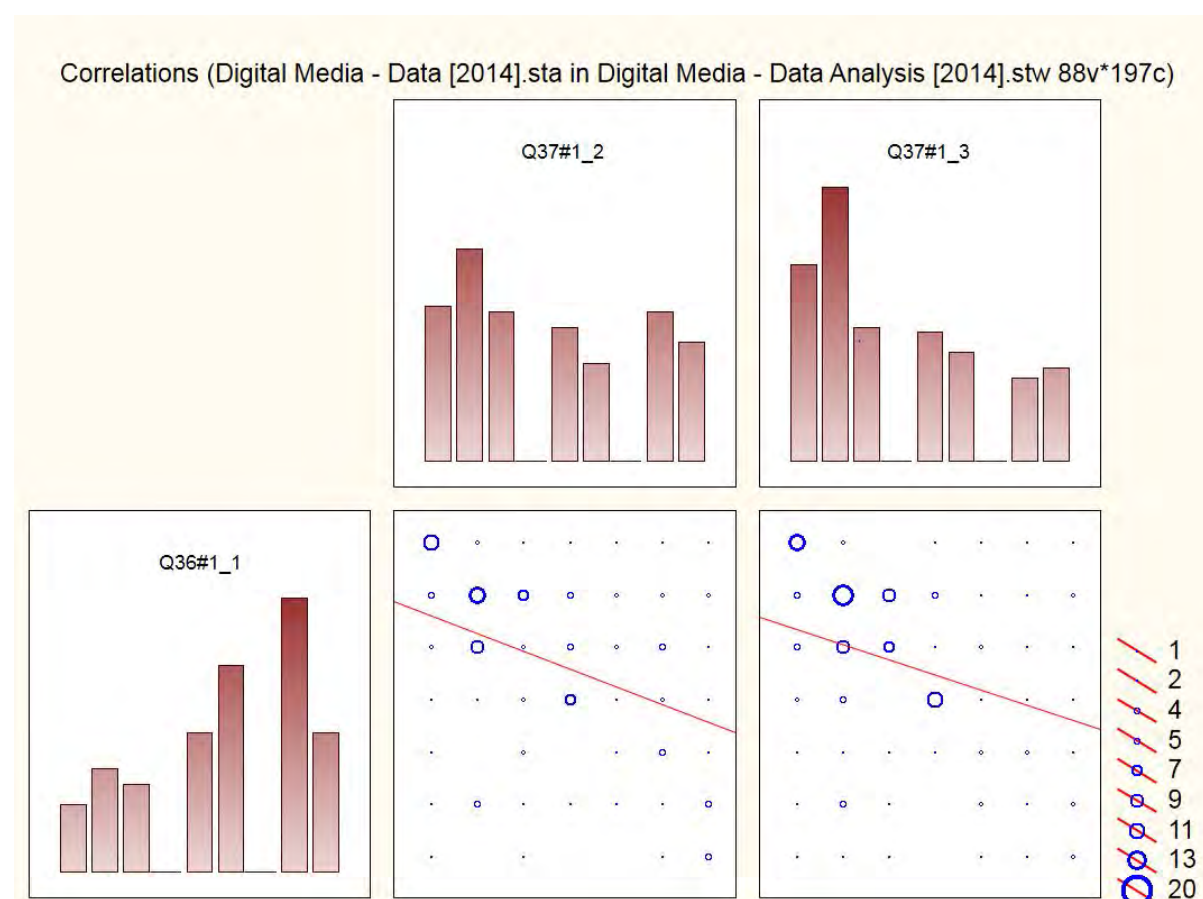 Correlations (Digital Media - Data [2014].sta in Digital Media - Data Analysis [2014].stw 88v*197c)
Q37#1_2
Q37#1_3
Q36#1_1
1
2
4
5
7
9
11
13
20